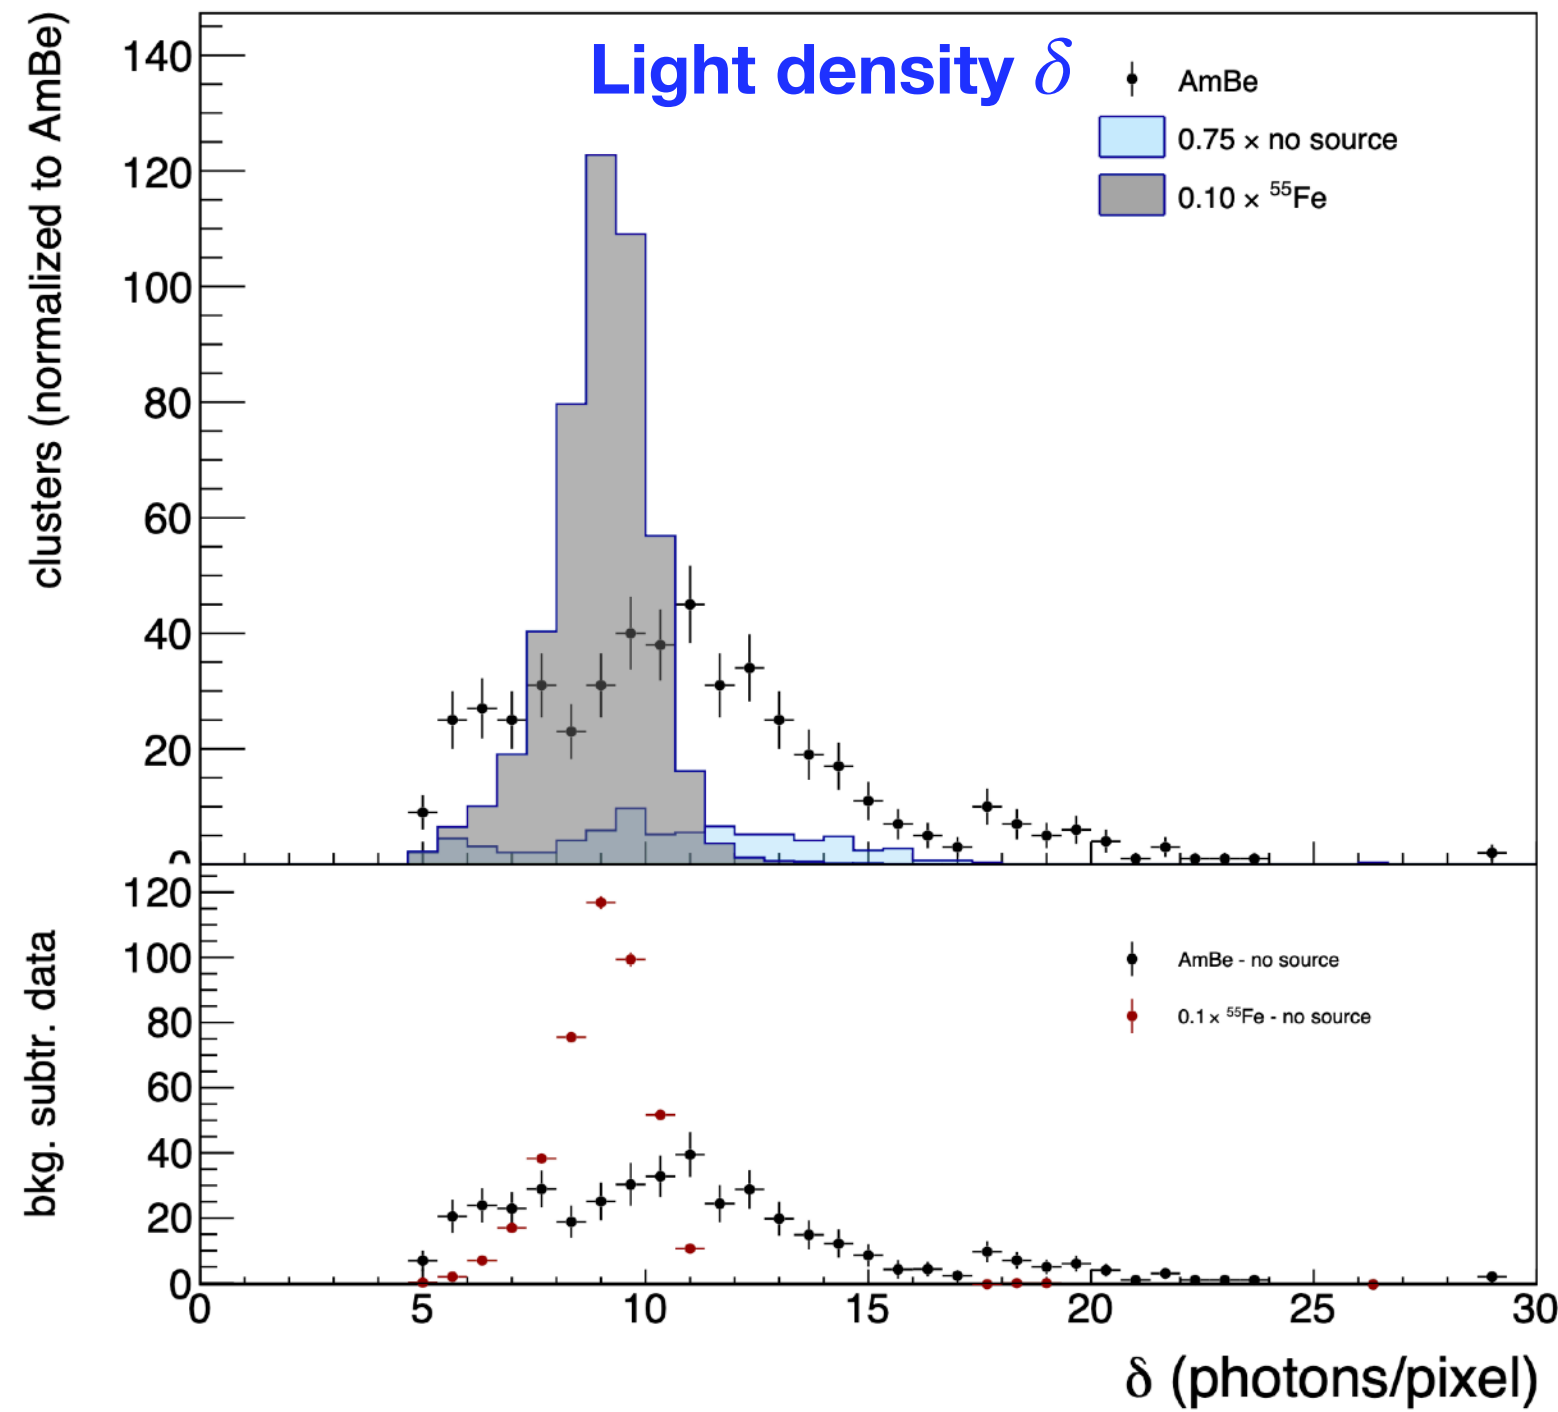 Light density δ
clusters (normalized to AmBe)
140
120
100
80
60
40
20
0
AmBe
0.75 × no source
0.10 × ⁵⁵Fe
bkg. subtr. data
120
100
80
60
40
20
0
AmBe - no source
0.1× ⁵⁵Fe - no source
0 5 10 15 20 25 30
δ (photons/pixel)